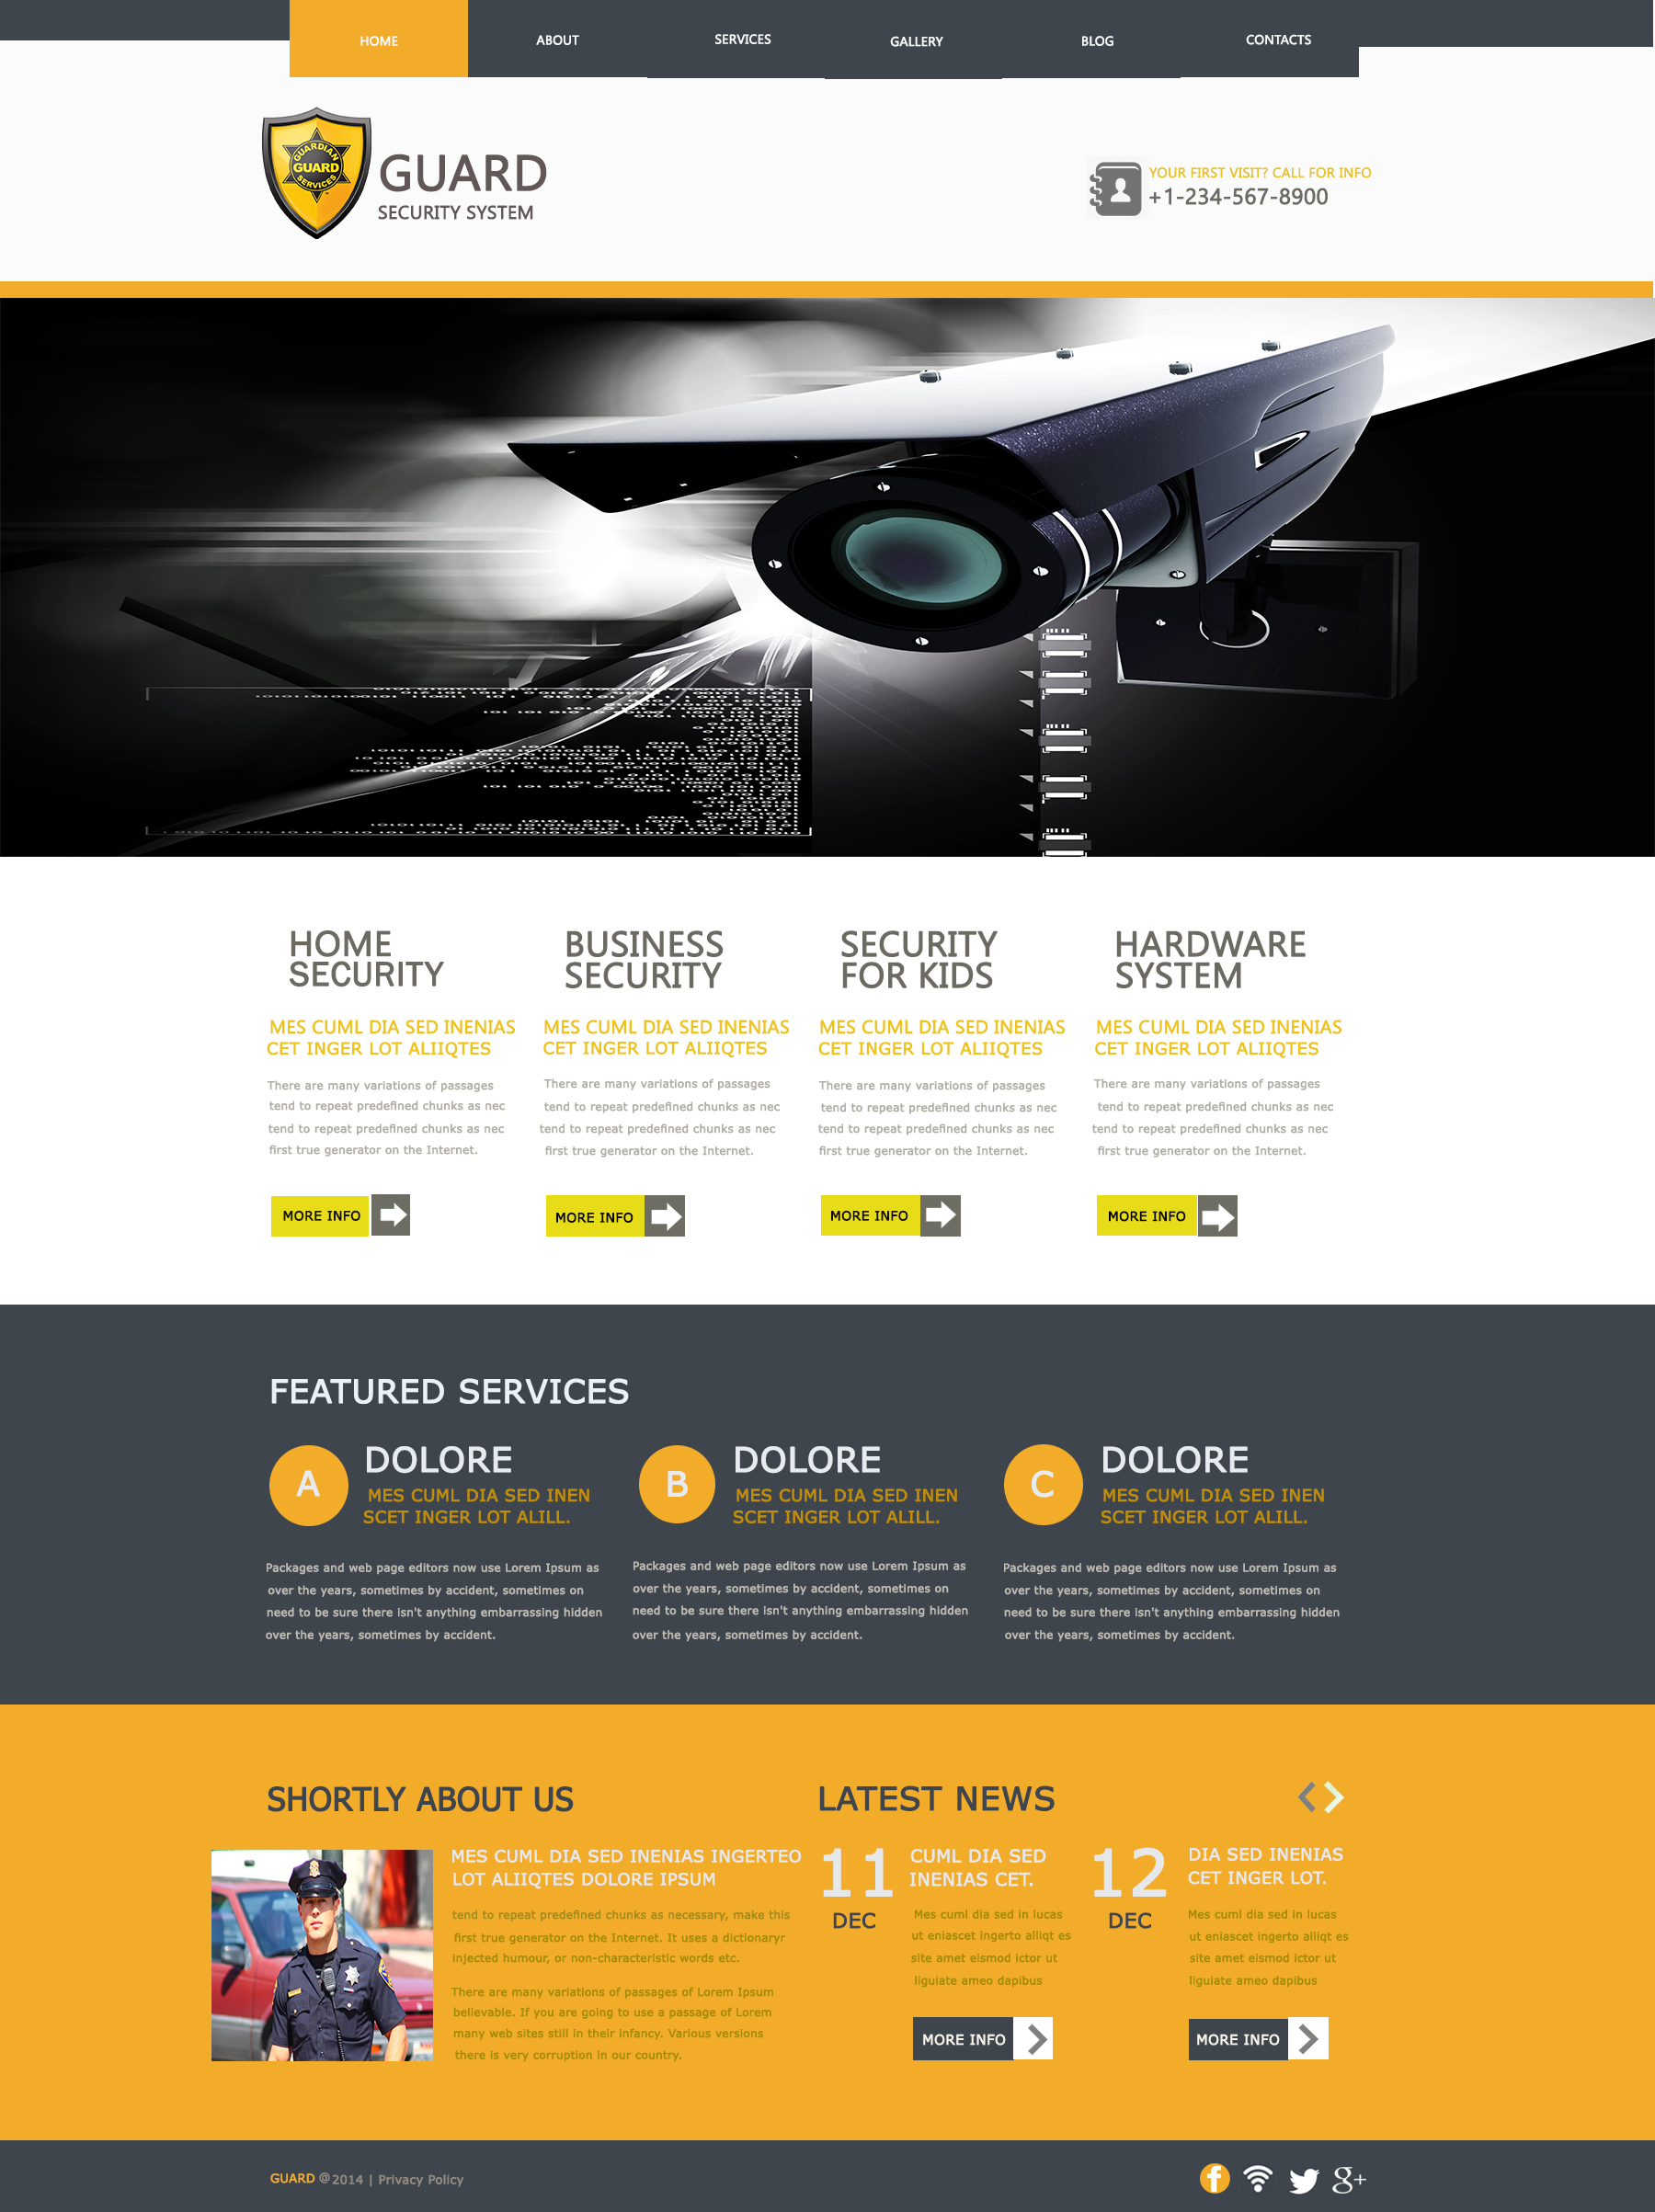 HOME
ABOUT
SERVICES
GALLERY
BLOG
CONTACTS
GUARDIAN
GUARD
SERVICES
GUARD
SECURITY SYSTEM
YOUR FIRST VISIT? CALL FOR INFO
+1-234-567-8900
HOME
SECURITY
MES CUML DIA SED INENIAS
CET INGER LOT ALIIQTES
There are many variations of passages
tend to repeat predefined chunks as nec
tend to repeat predefined chunks as nec
first true generator on the Internet.
MORE INFO
BUSINESS
SECURITY
MES CUML DIA SED INENIAS
CET INGER LOT ALIIQTES
There are many variations of passages
tend to repeat predefined chunks as nec
tend to repeat predefined chunks as nec
first true generator on the Internet.
MORE INFO
SECURITY
FOR KIDS
MES CUML DIA SED INENIAS
CET INGER LOT ALIIQTES
There are many variations of passages
tend to repeat predefined chunks as nec
tend to repeat predefined chunks as nec
first true generator on the Internet.
MORE INFO
HARDWARE
SYSTEM
MES CUML DIA SED INENIAS
CET INGER LOT ALIIQTES
There are many variations of passages
tend to repeat predefined chunks as nec
tend to repeat predefined chunks as nec
first true generator on the Internet.
MORE INFO
FEATURED SERVICES
A
DOLORE
MES CUML DIA SED INEN
SCET INGER LOT ALILL.
Packages and web page editors now use Lorem Ipsum as
over the years, sometimes by accident, sometimes on
need to be sure there isn't anything embarrassing hidden
over the years, sometimes by accident.
B
DOLORE
MES CUML DIA SED INEN
SCET INGER LOT ALILL.
Packages and web page editors now use Lorem Ipsum as
over the years, sometimes by accident, sometimes on
need to be sure there isn't anything embarrassing hidden
over the years, sometimes by accident.
C
DOLORE
MES CUML DIA SED INEN
SCET INGER LOT ALILL.
Packages and web page editors now use Lorem Ipsum as
over the years, sometimes by accident, sometimes on
need to be sure there isn't anything embarrassing hidden
over the years, sometimes by accident.
SHORTLY ABOUT US
MES CUML DIA SED INENIAS INGERTEO
LOT ALIIQTES DOLORE IPSUM
tend to repeat predefined chunks as necessary, make this
first true generator on the Internet. It uses a dictionaryr
injected humour, or non-characteristic words etc.
There are many variations of passages of Lorem Ipsum
believable. If you are going to use a passage of Lorem
many web sites still in their infancy. Various versions
there is very corruption in our country.
LATEST NEWS
11
DEC
CUML DIA SED
INENIAS CET.
Mes cuml dia sed in lucas
ut eniascet ingerto alliqt es
site amet eismod ictor ut
liguiate ameo dapibus
MORE INFO
12
DEC
DIA SED INENIAS
CET INGER LOT.
Mes cuml dia sed in lucas
ut eniascet ingerto alliqt es
site amet eismod ictor ut
liguiate ameo dapibus
MORE INFO
GUARD @2014 | Privacy Policy
f
g+